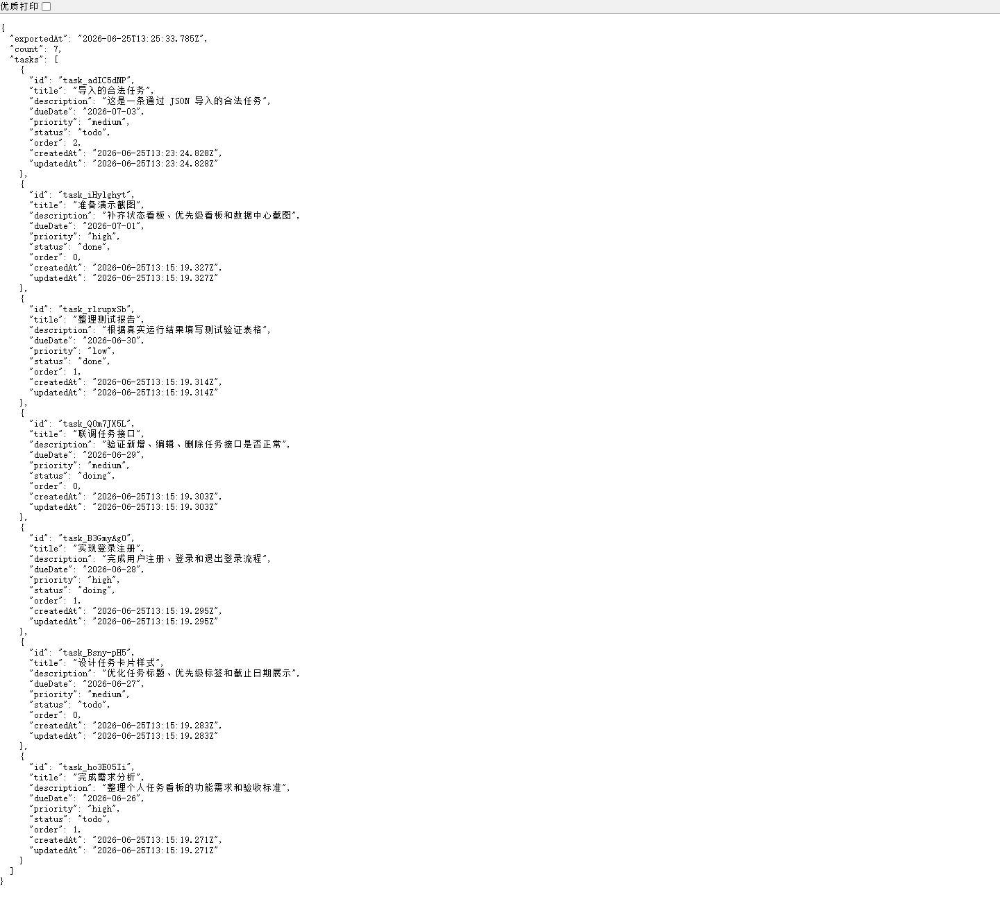 优质打印
{
  "exportedAt": "2026-06-25T13:25:33.785Z",
  "count": 7,
  "tasks": [
    {
      "id": "task_adIC5dNP",
      "title": "导入的合法任务",
      "description": "这是一条通过 JSON 导入的合法任务",
      "dueDate": "2026-07-03",
      "priority": "medium",
      "status": "todo",
      "order": 2,
      "createdAt": "2026-06-25T13:23:24.828Z",
      "updatedAt": "2026-06-25T13:23:24.828Z"
    },
    {
      "id": "task_iHylghyt",
      "title": "准备演示截图",
      "description": "补齐状态看板、优先级看板和数据中心截图",
      "dueDate": "2026-07-01",
      "priority": "high",
      "status": "done",
      "order": 0,
      "createdAt": "2026-06-25T13:15:19.327Z",
      "updatedAt": "2026-06-25T13:15:19.327Z"
    },
    {
      "id": "task_rlrupxSb",
      "title": "整理测试报告",
      "description": "根据真实运行结果填写测试验证表格",
      "dueDate": "2026-06-30",
      "priority": "low",
      "status": "done",
      "order": 1,
      "createdAt": "2026-06-25T13:15:19.314Z",
      "updatedAt": "2026-06-25T13:15:19.314Z"
    },
    {
      "id": "task_Q0m7JX5L",
      "title": "联调任务接口",
      "description": "验证新增、编辑、删除任务接口是否正常",
      "dueDate": "2026-06-29",
      "priority": "medium",
      "status": "doing",
      "order": 0,
      "createdAt": "2026-06-25T13:15:19.303Z",
      "updatedAt": "2026-06-25T13:15:19.303Z"
    },
    {
      "id": "task_B3GmyAg0",
      "title": "实现登录注册",
      "description": "完成用户注册、登录和退出登录流程",
      "dueDate": "2026-06-28",
      "priority": "high",
      "status": "doing",
      "order": 1,
      "createdAt": "2026-06-25T13:15:19.295Z",
      "updatedAt": "2026-06-25T13:15:19.295Z"
    },
    {
      "id": "task_Bsny-pH5",
      "title": "设计任务卡片样式",
      "description": "优化任务标题、优先级标签和截止日期展示",
      "dueDate": "2026-06-27",
      "priority": "medium",
      "status": "todo",
      "order": 0,
      "createdAt": "2026-06-25T13:15:19.283Z",
      "updatedAt": "2026-06-25T13:15:19.283Z"
    },
    {
      "id": "task_ho3EO5Ii",
      "title": "完成需求分析",
      "description": "整理个人任务看板的功能需求和验收标准",
      "dueDate": "2026-06-26",
      "priority": "high",
      "status": "todo",
      "order": 1,
      "createdAt": "2026-06-25T13:15:19.271Z",
      "updatedAt": "2026-06-25T13:15:19.271Z"
    }
  ]
}